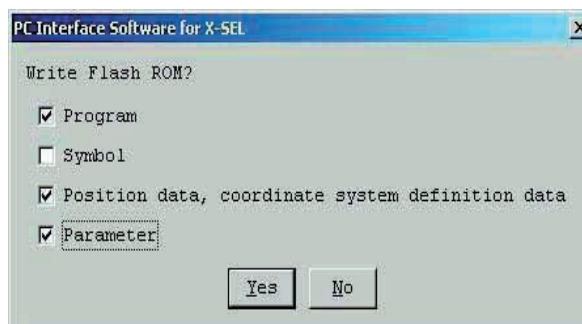 PC Interface Software for X-SEL
Write Flash ROM?
Program
Symbol
Position data, coordinate system definition data
Parameter
Yes No